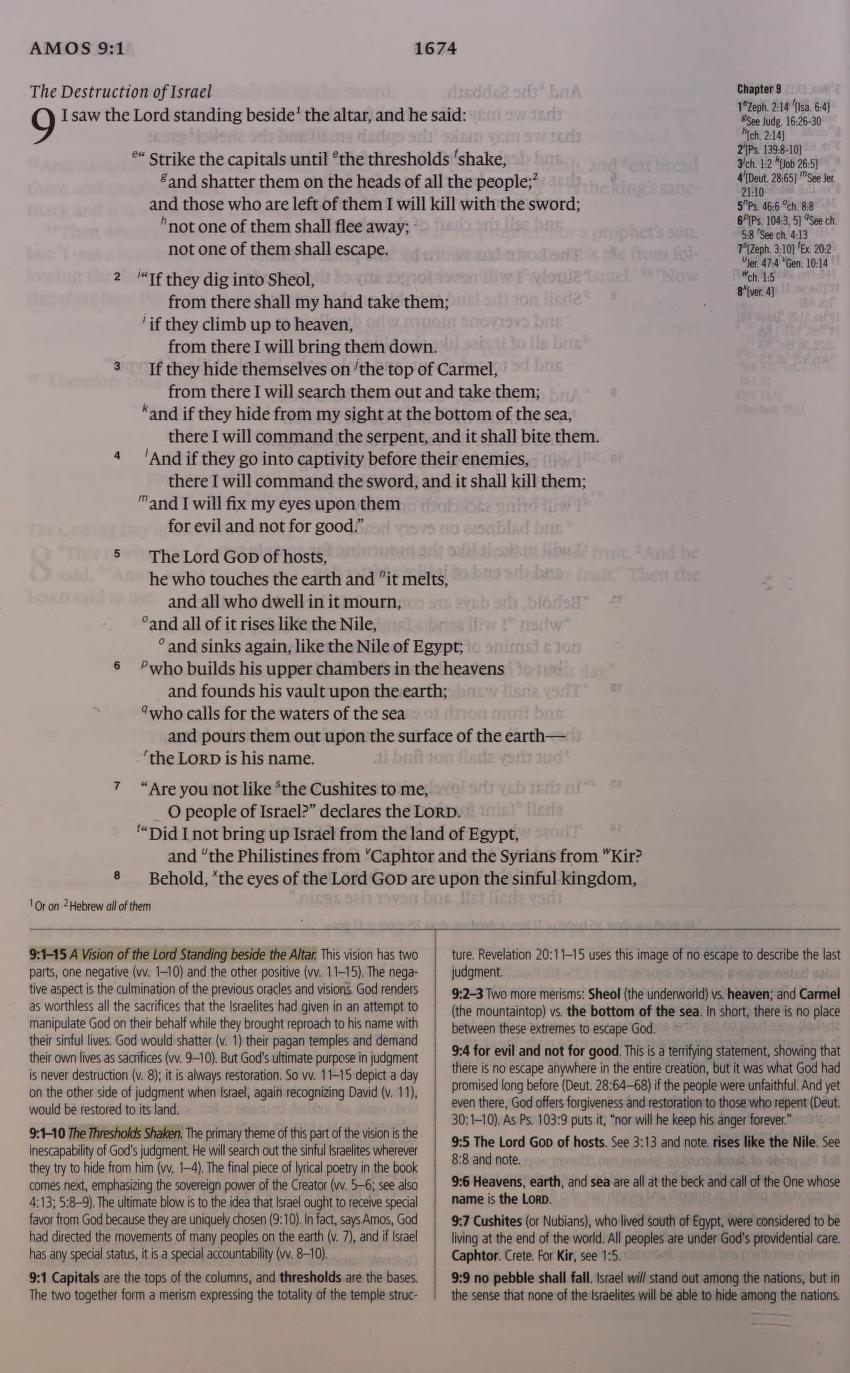 AMOS 9:1
1674
The Destruction of Israel
9 I saw the Lord standing beside¹ the altar, and he said:
e“ Strike the capitals until ethe thresholds fshake,
gand shatter them on the heads of all the people;²
and those who are left of them I will kill with the sword;
hnot one of them shall flee away;
not one of them shall escape.
2 i“If they dig into Sheol,
from there shall my hand take them;
i if they climb up to heaven,
from there I will bring them down.
3 If they hide themselves on jthe top of Carmel,
from there I will search them out and take them;
kand if they hide from my sight at the bottom of the sea,
there I will command the serpent, and it shall bite them.
4 lAnd if they go into captivity before their enemies,
there I will command the sword, and it shall kill them;
mand I will fix my eyes upon them
for evil and not for good.”
5 The Lord GOD of hosts,
he who touches the earth and nit melts,
and all who dwell in it mourn,
oand all of it rises like the Nile,
oand sinks again, like the Nile of Egypt;
6 pwho builds his upper chambers in the heavens
and founds his vault upon the earth;
qwho calls for the waters of the sea
and pours them out upon the surface of the earth—
rthe LORD is his name.
7 “Are you not like sthe Cushites to me,
O people of Israel?” declares the LORD.
t“Did I not bring up Israel from the land of Egypt,
and uthe Philistines from vCaphtor and the Syrians from wKir?
8 Behold, xthe eyes of the Lord GOD are upon the sinful kingdom,
¹ Or on ² Hebrew all of them
Chapter 9
1eZeph. 2:14 f[Isa. 6:4]
gSee Judg. 16:26-30
h[ch. 2:14]
2i[Ps. 139:8-10]
3jch. 1:2 k[Job 26:5]
4l[Deut. 28:65] mSee Jer.
21:10
5nPs. 46:6 och. 8:8
6p[Ps. 104:3, 5] qSee ch.
5:8 rSee ch. 4:13
7s[Zeph. 3:10] tEx. 20:2
uJer. 47:4 vGen. 10:14
wch. 1:5
8x[ver. 4]
9:1–15 A Vision of the Lord Standing beside the Altar. This vision has two
parts, one negative (vv. 1–10) and the other positive (vv. 11–15). The nega-
tive aspect is the culmination of the previous oracles and visions. God renders
as worthless all the sacrifices that the Israelites had given in an attempt to
manipulate God on their behalf while they brought reproach to his name with
their sinful lives. God would shatter (v. 1) their pagan temples and demand
their own lives as sacrifices (vv. 9–10). But God's ultimate purpose in judgment
is never destruction (v. 8); it is always restoration. So vv. 11–15 depict a day
on the other side of judgment when Israel, again recognizing David (v. 11),
would be restored to its land.
9:1–10 The Thresholds Shaken. The primary theme of this part of the vision is the
inescapability of God's judgment. He will search out the sinful Israelites wherever
they try to hide from him (vv. 1–4). The final piece of lyrical poetry in the book
comes next, emphasizing the sovereign power of the Creator (vv. 5–6; see also
4:13; 5:8–9). The ultimate blow is to the idea that Israel ought to receive special
favor from God because they are uniquely chosen (9:10). In fact, says Amos, God
had directed the movements of many peoples on the earth (v. 7), and if Israel
has any special status, it is a special accountability (vv. 8–10).
9:1 Capitals are the tops of the columns, and thresholds are the bases.
The two together form a merism expressing the totality of the temple struc-
ture. Revelation 20:11–15 uses this image of no escape to describe the last
judgment.
9:2–3 Two more merisms: Sheol (the underworld) vs. heaven; and Carmel
(the mountaintop) vs. the bottom of the sea. In short, there is no place
between these extremes to escape God.
9:4 for evil and not for good. This is a terrifying statement, showing that
there is no escape anywhere in the entire creation, but it was what God had
promised long before (Deut. 28:64–68) if the people were unfaithful. And yet
even there, God offers forgiveness and restoration to those who repent (Deut.
30:1–10). As Ps. 103:9 puts it, “nor will he keep his anger forever.”
9:5 The Lord GOD of hosts. See 3:13 and note. rises like the Nile. See
8:8 and note.
9:6 Heavens, earth, and sea are all at the beck and call of the One whose
name is the LORD.
9:7 Cushites (or Nubians), who lived south of Egypt, were considered to be
living at the end of the world. All peoples are under God's providential care.
Caphtor. Crete. For Kir, see 1:5.
9:9 no pebble shall fall. Israel will stand out among the nations, but in
the sense that none of the Israelites will be able to hide among the nations.